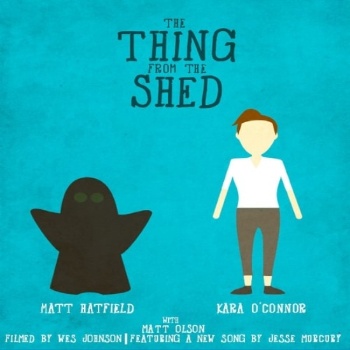 THE
THING
FROM THE
SHED
MATT HATFIELD
KARA O'CONNOR
WITH
MATT OLSON
FILMED BY WES JOHNSON|FEATURING A NEW SONG BY JESSE MORCURY